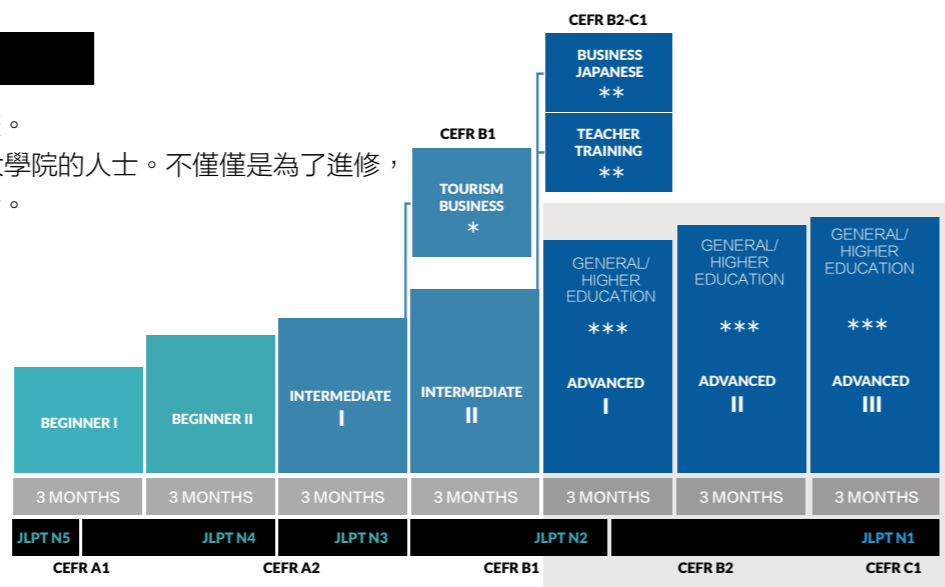 CEFR B2-C1
BUSINESS
JAPANESE
**
TEACHER
TRAINING
**
。
學院的人士。不僅僅是為了進修，
。
CEFR B1
TOURISM
BUSINESS
*
GENERAL/
HIGHER
EDUCATION
***
ADVANCED
I
GENERAL/
HIGHER
EDUCATION
***
ADVANCED
II
GENERAL/
HIGHER
EDUCATION
***
ADVANCED
III
BEGINNER I
BEGINNER II
INTERMEDIATE
I
INTERMEDIATE
II
3 MONTHS
3 MONTHS
3 MONTHS
3 MONTHS
3 MONTHS
3 MONTHS
3 MONTHS
JLPT N5
JLPT N4
JLPT N3
JLPT N2
JLPT N1
CEFR A1
CEFR A2
CEFR B1
CEFR B2
CEFR C1